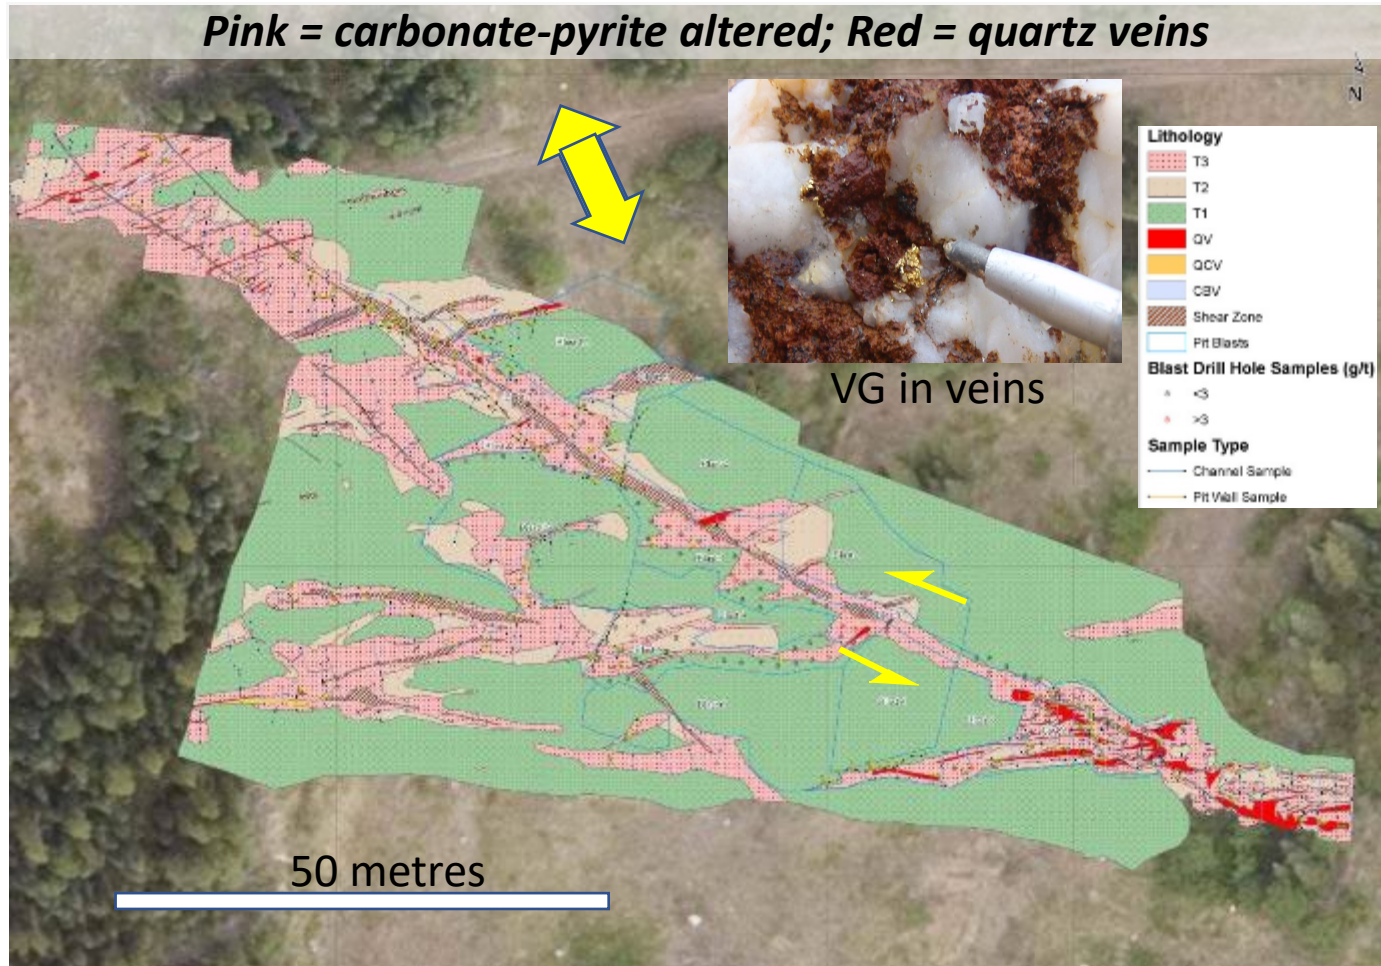 Pink = carbonate-pyrite altered; Red = quartz veins
N
Lithology
T3
T2
T1
QV
QCV
CBV
Shear Zone
Pit Blasts
Blast Drill Hole Samples (g/t)
<3
>3
Sample Type
Channel Sample
Pit Wall Sample
VG in veins
50 metres